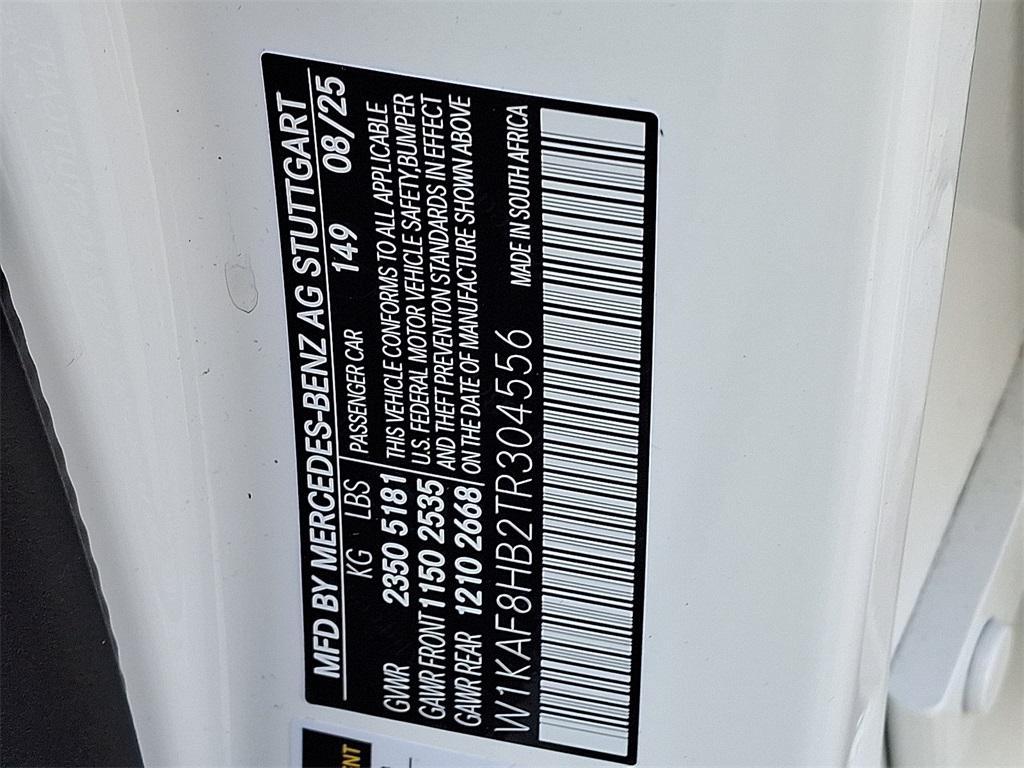 MFD BY MERCEDES-BENZ AG STUTTGART
KG LBS PASSENGER CAR 149 08/25
GVWR 2350 5181 THIS VEHICLE CONFORMS TO ALL APPLICABLE
GAWR FRONT 1150 2535 U.S. FEDERAL MOTOR VEHICLE SAFETY,BUMPER
GAWR REAR 1210 2668 AND THEFT PREVENTION STANDARDS IN EFFECT
ON THE DATE OF MANUFACTURE SHOWN ABOVE
W1KAF8HB2TR304556 MADE IN SOUTH AFRICA